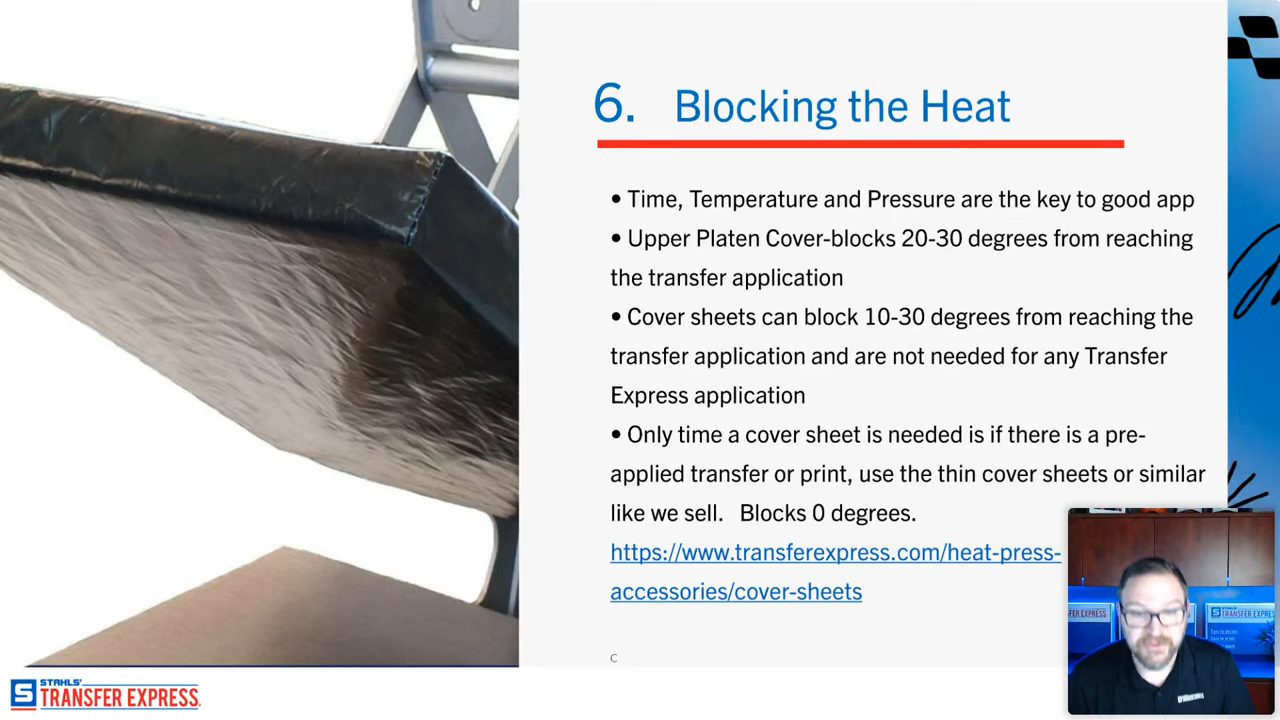 6. Blocking the Heat
• Time, Temperature and Pressure are the key to good app
• Upper Platen Cover-blocks 20-30 degrees from reaching
the transfer application
• Cover sheets can block 10-30 degrees from reaching the
transfer application and are not needed for any Transfer
Express application
• Only time a cover sheet is needed is if there is a pre-
applied transfer or print, use the thin cover sheets or similar
like we sell. Blocks 0 degrees.
https://www.transferexpress.com/heat-press-
accessories/cover-sheets
C
S STAHLS'
TRANSFER EXPRESS
TRANSFER EXPRESS